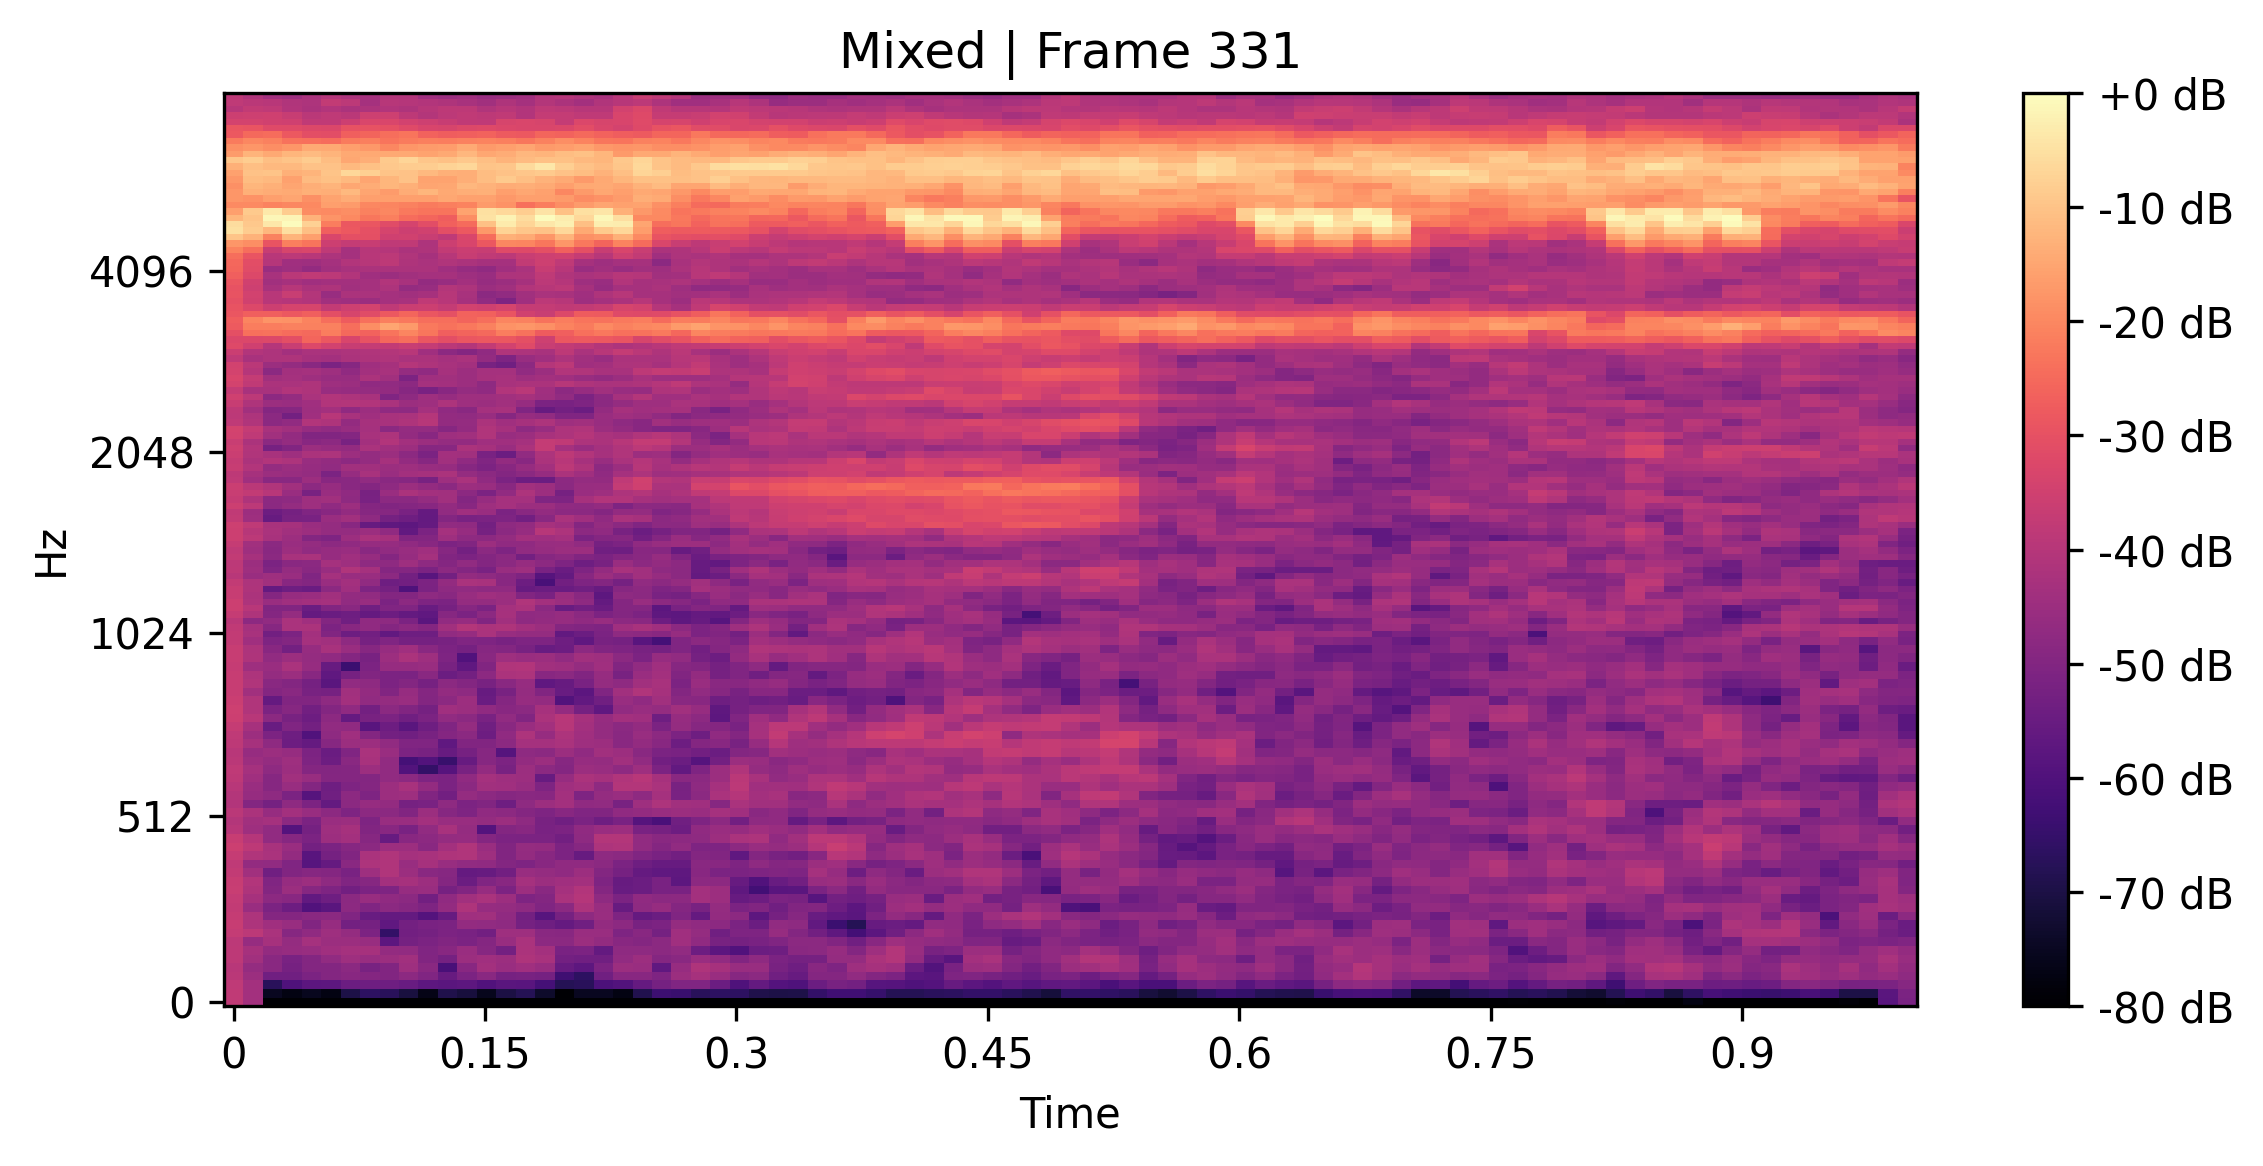 Mixed | Frame 331
+0 dB
-10 dB
-20 dB
-30 dB
-40 dB
-50 dB
-60 dB
-70 dB
-80 dB
Hz
4096
2048
1024
512
0
0 0.15 0.3 0.45 0.6 0.75 0.9
Time